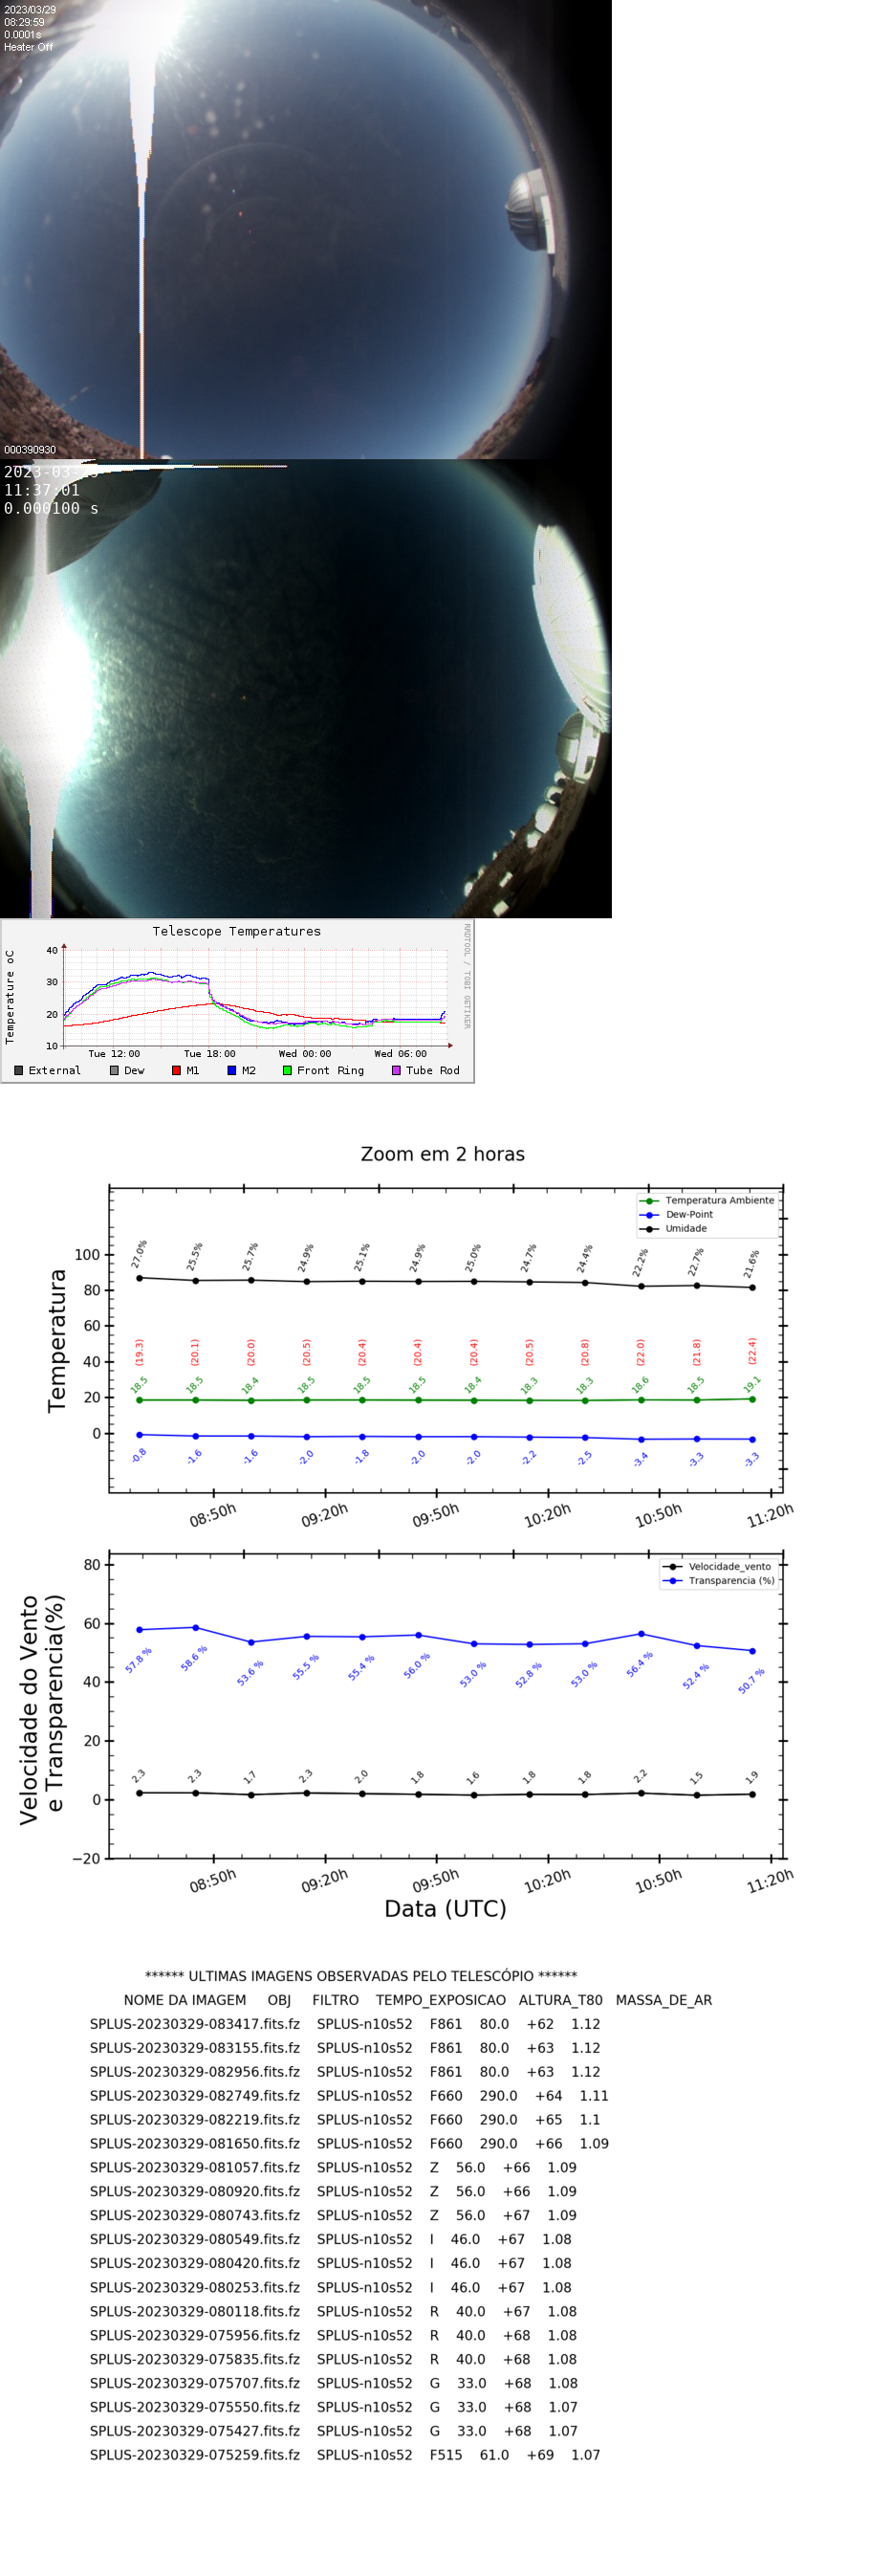 2023/03/29
08:29:59
0.0001s
Heater Off
000390930
2023-03-
11:37:01
0.000100 s
Telescope Temperatures
RRDTOOL / TOBI OETIKER
Temperature oC
40
30
20
10
Tue 12:00 Tue 18:00 Wed 00:00 Wed 06:00
External Dew M1 M2 Front Ring Tube Rod
Zoom em 2 horas
Temperatura Ambiente
Dew-Point
Umidade
Temperatura
100
80
60
40
20
0
27.0% 25.5% 25.7% 24.9% 25.1% 24.9% 25.0% 24.7% 24.4% 22.2% 22.7% 21.6%
(19.3) (20.1) (20.0) (20.5) (20.4) (20.4) (20.4) (20.5) (20.8) (22.0) (21.8) (22.4)
18.5 18.5 18.4 18.5 18.5 18.5 18.4 18.3 18.3 18.6 18.5 19.1
-0.8 -1.6 -1.6 -2.0 -1.8 -2.0 -2.0 -2.2 -2.5 -3.4 -3.3 -3.3
08:50h 09:20h 09:50h 10:20h 10:50h 11:20h
Velocidade_vento
Transparencia (%)
Velocidade do Vento
e Transparencia(%)
80
60
40
20
0
−20
57.8 % 58.6 % 53.6 % 55.5 % 55.4 % 56.0 % 53.0 % 52.8 % 53.0 % 56.4 % 52.4 % 50.7 %
2.3 2.3 1.7 2.3 2.0 1.8 1.6 1.8 1.8 2.2 1.5 1.9
08:50h 09:20h 09:50h 10:20h 10:50h 11:20h
Data (UTC)
****** ULTIMAS IMAGENS OBSERVADAS PELO TELESCÓPIO ******
NOME DA IMAGEM OBJ FILTRO TEMPO_EXPOSICAO ALTURA_T80 MASSA_DE_AR
SPLUS-20230329-083417.fits.fz SPLUS-n10s52 F861 80.0 +62 1.12
SPLUS-20230329-083155.fits.fz SPLUS-n10s52 F861 80.0 +63 1.12
SPLUS-20230329-082956.fits.fz SPLUS-n10s52 F861 80.0 +63 1.12
SPLUS-20230329-082749.fits.fz SPLUS-n10s52 F660 290.0 +64 1.11
SPLUS-20230329-082219.fits.fz SPLUS-n10s52 F660 290.0 +65 1.1
SPLUS-20230329-081650.fits.fz SPLUS-n10s52 F660 290.0 +66 1.09
SPLUS-20230329-081057.fits.fz SPLUS-n10s52 Z 56.0 +66 1.09
SPLUS-20230329-080920.fits.fz SPLUS-n10s52 Z 56.0 +66 1.09
SPLUS-20230329-080743.fits.fz SPLUS-n10s52 Z 56.0 +67 1.09
SPLUS-20230329-080549.fits.fz SPLUS-n10s52 I 46.0 +67 1.08
SPLUS-20230329-080420.fits.fz SPLUS-n10s52 I 46.0 +67 1.08
SPLUS-20230329-080253.fits.fz SPLUS-n10s52 I 46.0 +67 1.08
SPLUS-20230329-080118.fits.fz SPLUS-n10s52 R 40.0 +67 1.08
SPLUS-20230329-075956.fits.fz SPLUS-n10s52 R 40.0 +68 1.08
SPLUS-20230329-075835.fits.fz SPLUS-n10s52 R 40.0 +68 1.08
SPLUS-20230329-075707.fits.fz SPLUS-n10s52 G 33.0 +68 1.08
SPLUS-20230329-075550.fits.fz SPLUS-n10s52 G 33.0 +68 1.07
SPLUS-20230329-075427.fits.fz SPLUS-n10s52 G 33.0 +68 1.07
SPLUS-20230329-075259.fits.fz SPLUS-n10s52 F515 61.0 +69 1.07